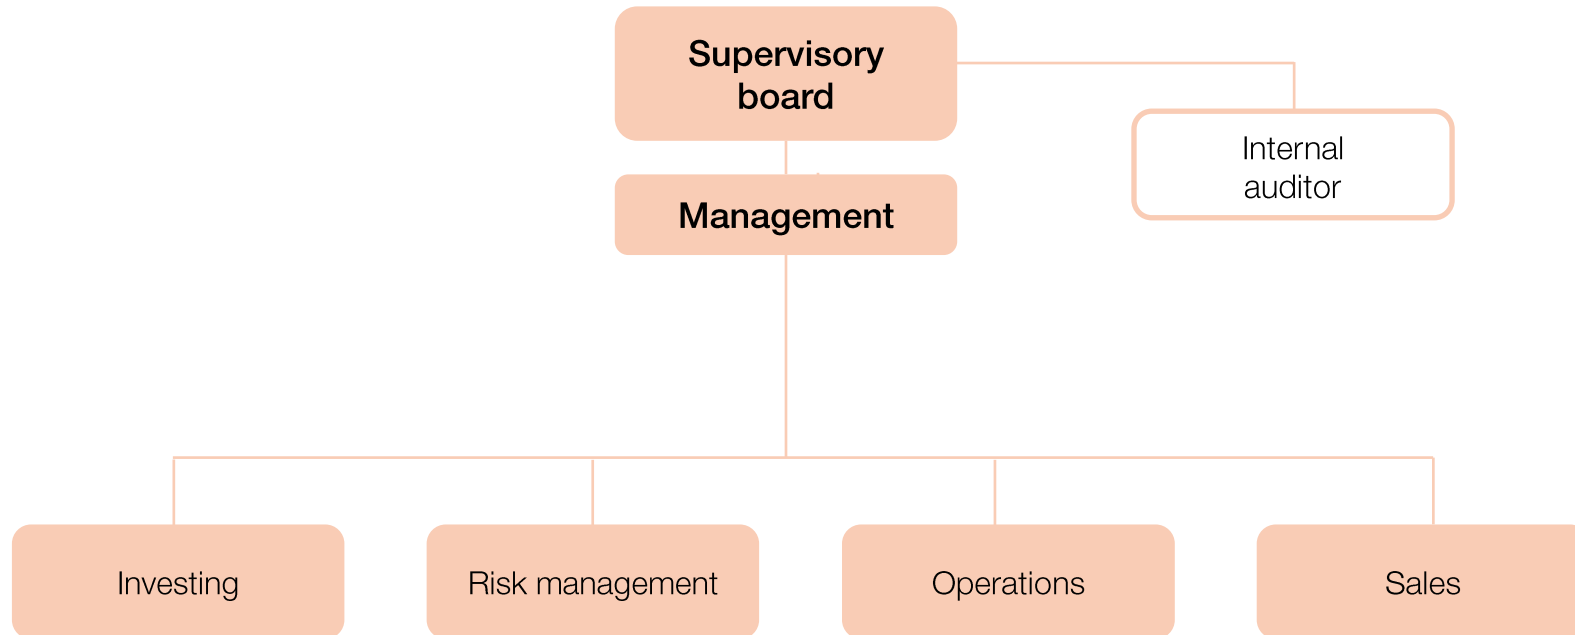 Supervisory
board
Internal
auditor
Management
Investing
Risk management
Operations
Sales